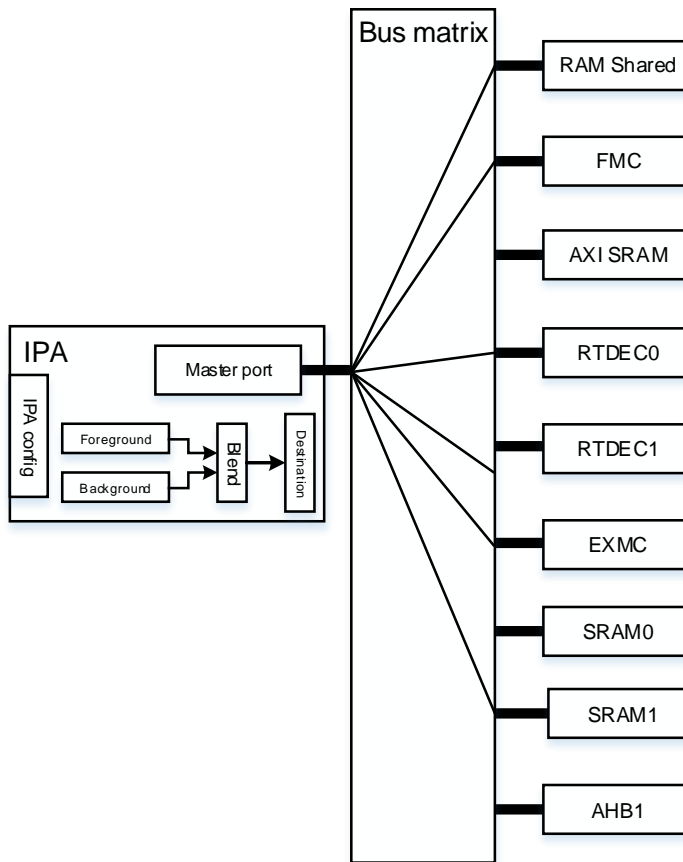 Bus matrix
RAM Shared
FMC
AXI SRAM
RTDEC0
RTDEC1
EXMC
SRAM0
SRAM1
AHB1
IPA
Master port
IPA config
Foreground
Background
Blend
Destination